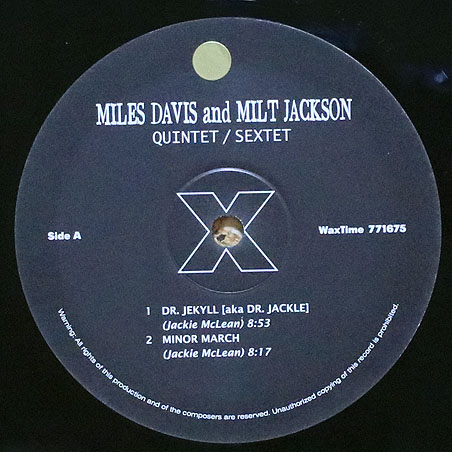 MILES DAVIS and MILT JACKSON
QUINTET / SEXTET
X
Side A
WaxTime 771675
1 DR. JEKYLL [aka DR. JACKLE]
(Jackie McLean) 8:53
2 MINOR MARCH
(Jackie McLean) 8:17
Warning: All rights of this production and of the composers are reserved. Unauthorized copying of this record is prohibited.